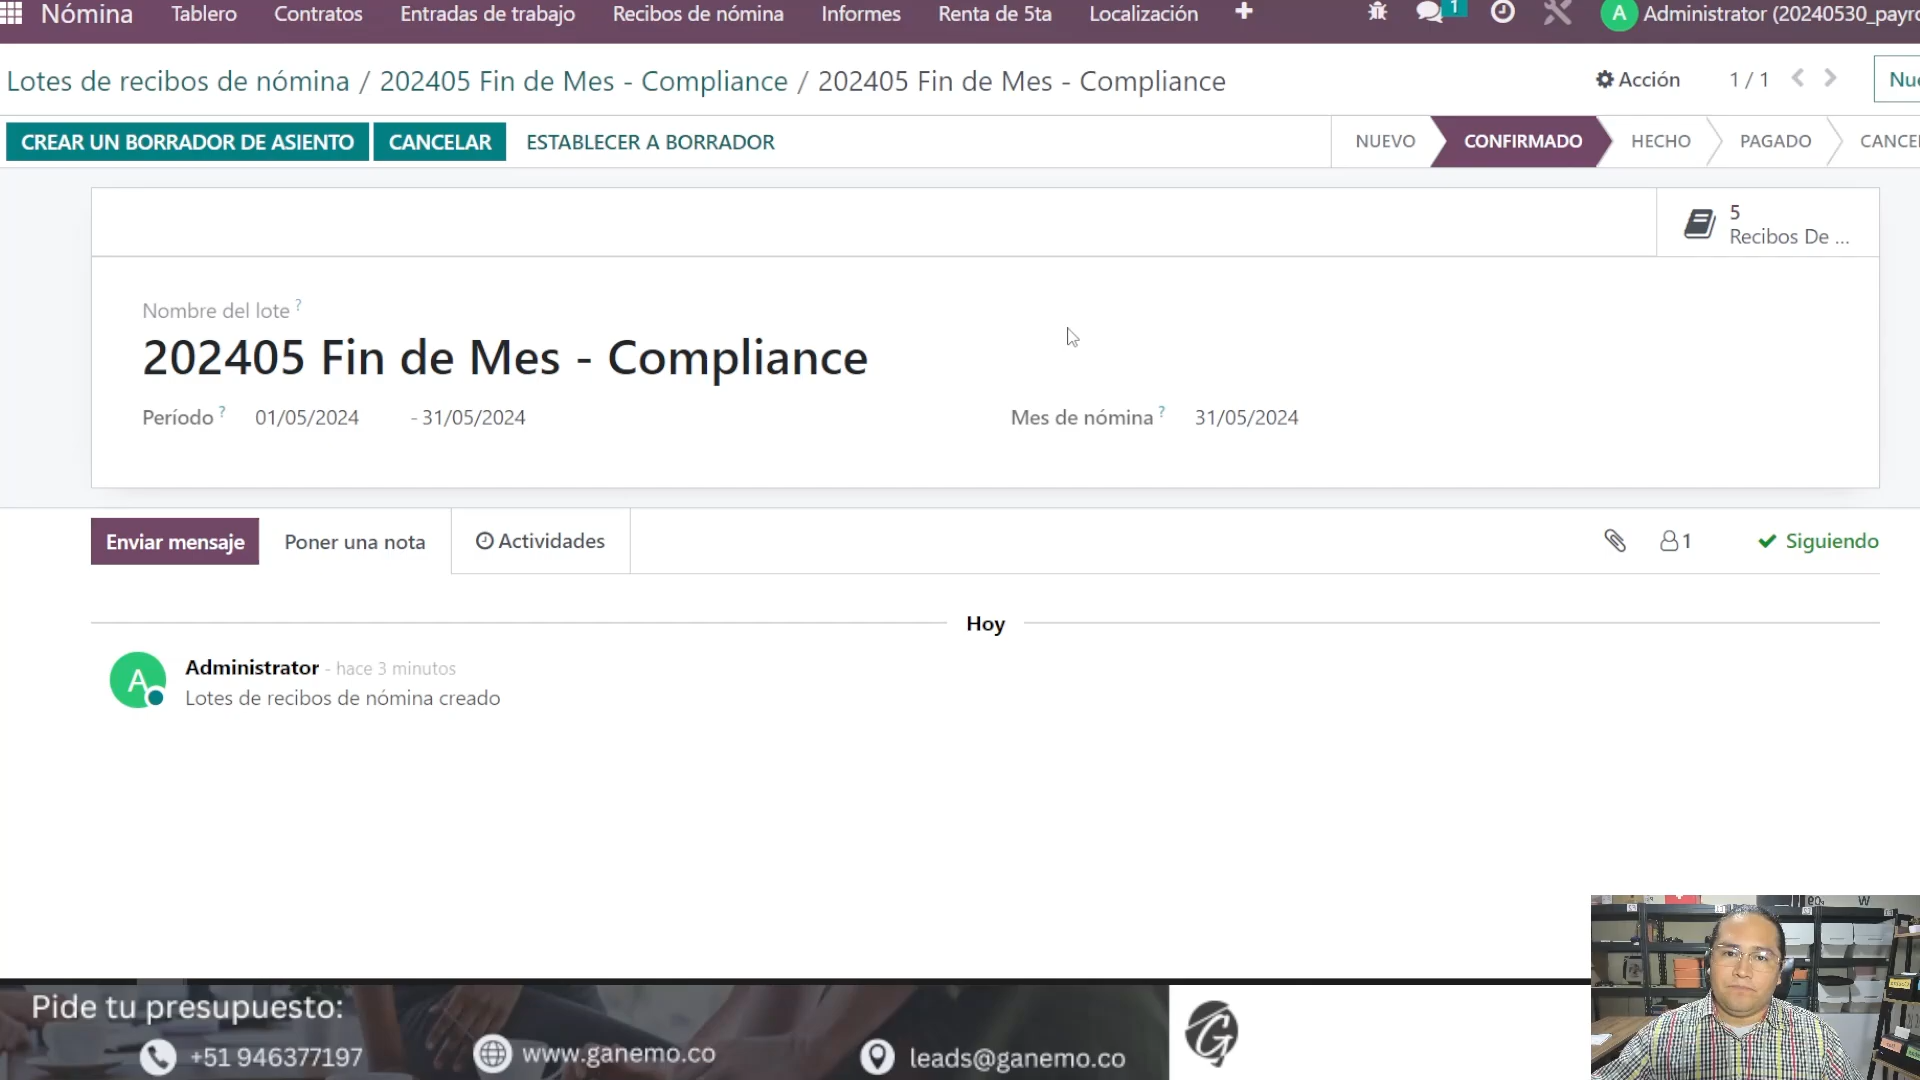 Nómina Tablero Contratos Entradas de trabajo Recibos de nómina Informes Renta de 5ta Localización 1 A Administrator (20240530_payro
Lotes de recibos de nómina / 202405 Fin de Mes - Compliance / 202405 Fin de Mes - Compliance Acción 1 / 1 Nue
CREAR UN BORRADOR DE ASIENTO CANCELAR ESTABLECER A BORRADOR NUEVO CONFIRMADO HECHO PAGADO CANCEL
5
Recibos De ...
Nombre del lote ?
202405 Fin de Mes - Compliance
Período ? 01/05/2024 - 31/05/2024 Mes de nómina ? 31/05/2024
Enviar mensaje Poner una nota Actividades 1 Siguiendo
Hoy
A Administrator - hace 3 minutos
Lotes de recibos de nómina creado
Pide tu presupuesto:
+51 946377197 www.ganemo.co leads@ganemo.co
G